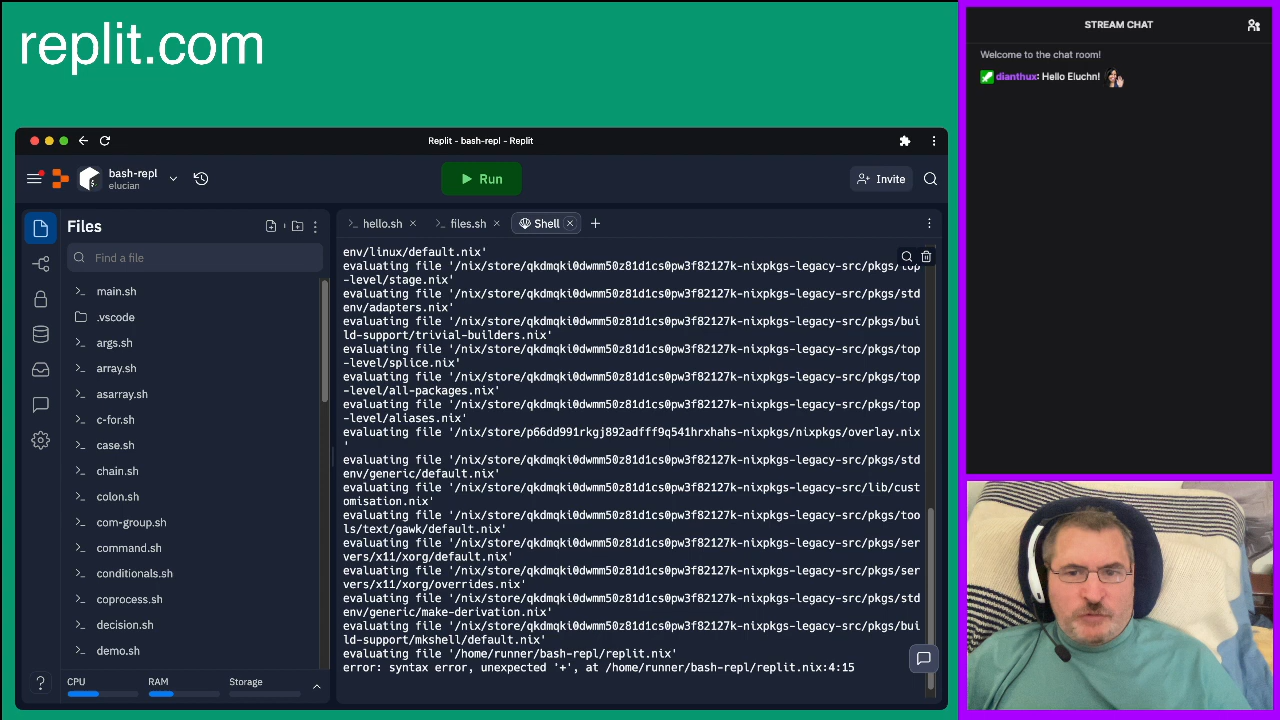 replit.com
Replit - bash-repl - Replit
bash-repl
elucian
Run
Invite
Files
Find a file
main.sh
.vscode
args.sh
array.sh
asarray.sh
c-for.sh
case.sh
chain.sh
colon.sh
com-group.sh
command.sh
conditionals.sh
coprocess.sh
decision.sh
demo.sh
CPU
RAM
Storage
hello.sh
files.sh
Shell
env/linux/default.nix'
evaluating file '/nix/store/qkdmqki0dwmm50z81d1cs0pw3f82127k-nixpkgs-legacy-src/pkgs/top
-level/stage.nix'
evaluating file '/nix/store/qkdmqki0dwmm50z81d1cs0pw3f82127k-nixpkgs-legacy-src/pkgs/std
env/adapters.nix'
evaluating file '/nix/store/qkdmqki0dwmm50z81d1cs0pw3f82127k-nixpkgs-legacy-src/pkgs/bui
ld-support/trivial-builders.nix'
evaluating file '/nix/store/qkdmqki0dwmm50z81d1cs0pw3f82127k-nixpkgs-legacy-src/pkgs/top
-level/splice.nix'
evaluating file '/nix/store/qkdmqki0dwmm50z81d1cs0pw3f82127k-nixpkgs-legacy-src/pkgs/top
-level/all-packages.nix'
evaluating file '/nix/store/qkdmqki0dwmm50z81d1cs0pw3f82127k-nixpkgs-legacy-src/pkgs/top
-level/aliases.nix'
evaluating file '/nix/store/p66dd991rkgj892adfff9q541hrxhahs-nixpkgs/nixpkgs/overlay.nix
'
evaluating file '/nix/store/qkdmqki0dwmm50z81d1cs0pw3f82127k-nixpkgs-legacy-src/pkgs/std
env/generic/default.nix'
evaluating file '/nix/store/qkdmqki0dwmm50z81d1cs0pw3f82127k-nixpkgs-legacy-src/lib/cust
omisation.nix'
evaluating file '/nix/store/qkdmqki0dwmm50z81d1cs0pw3f82127k-nixpkgs-legacy-src/pkgs/too
ls/text/gawk/default.nix'
evaluating file '/nix/store/qkdmqki0dwmm50z81d1cs0pw3f82127k-nixpkgs-legacy-src/pkgs/ser
vers/x11/xorg/default.nix'
evaluating file '/nix/store/qkdmqki0dwmm50z81d1cs0pw3f82127k-nixpkgs-legacy-src/pkgs/ser
vers/x11/xorg/overrides.nix'
evaluating file '/nix/store/qkdmqki0dwmm50z81d1cs0pw3f82127k-nixpkgs-legacy-src/pkgs/std
env/generic/make-derivation.nix'
evaluating file '/nix/store/qkdmqki0dwmm50z81d1cs0pw3f82127k-nixpkgs-legacy-src/pkgs/bui
ld-support/mkshell/default.nix'
evaluating file '/home/runner/bash-repl/replit.nix'
error: syntax error, unexpected '+', at /home/runner/bash-repl/replit.nix:4:15
STREAM CHAT
Welcome to the chat room!
dianthux: Hello Eluchn!